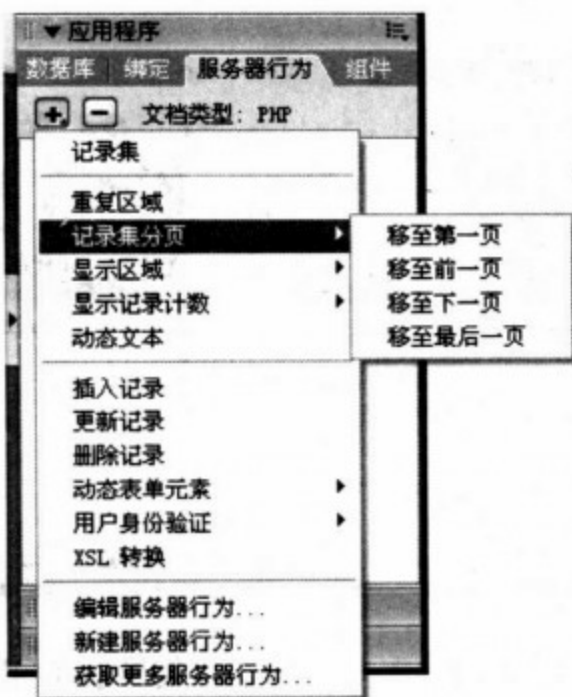 应用程序
数据库 绑定 服务器行为 组件
文档类型: PHP
记录集
重复区域
记录集分页
移至第一页
移至前一页
移至下一页
移至最后一页
显示区域
显示记录计数
动态文本
插入记录
更新记录
删除记录
动态表单元素
用户身份验证
XSL 转换
编辑服务器行为...
新建服务器行为...
获取更多服务器行为...